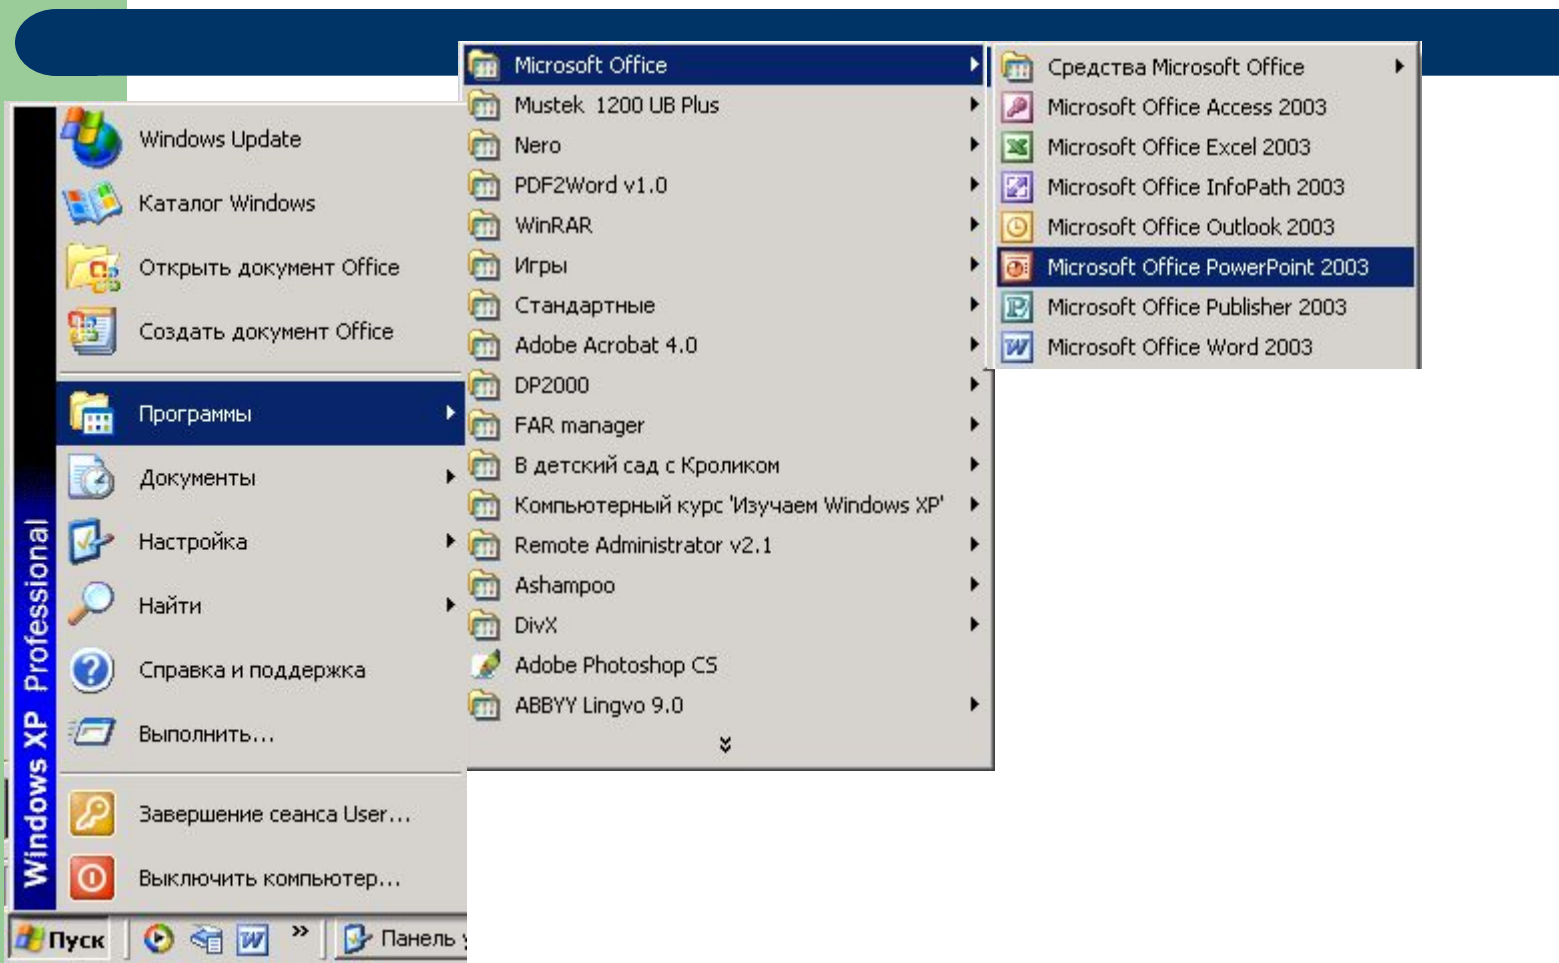 Windows Update
Каталог Windows
Открыть документ Office
Создать документ Office
Программы
Документы
Настройка
Найти
Справка и поддержка
Выполнить...
Завершение сеанса User...
Выключить компьютер...
Windows XP Professional
Пуск
Панель
Microsoft Office
Mustek 1200 UB Plus
Nero
PDF2Word v1.0
WinRAR
Игры
Стандартные
Adobe Acrobat 4.0
DP2000
FAR manager
В детский сад с Кроликом
Компьютерный курс 'Изучаем Windows XP'
Remote Administrator v2.1
Ashampoo
DivX
Adobe Photoshop CS
ABBYY Lingvo 9.0
Средства Microsoft Office
Microsoft Office Access 2003
Microsoft Office Excel 2003
Microsoft Office InfoPath 2003
Microsoft Office Outlook 2003
Microsoft Office PowerPoint 2003
Microsoft Office Publisher 2003
Microsoft Office Word 2003